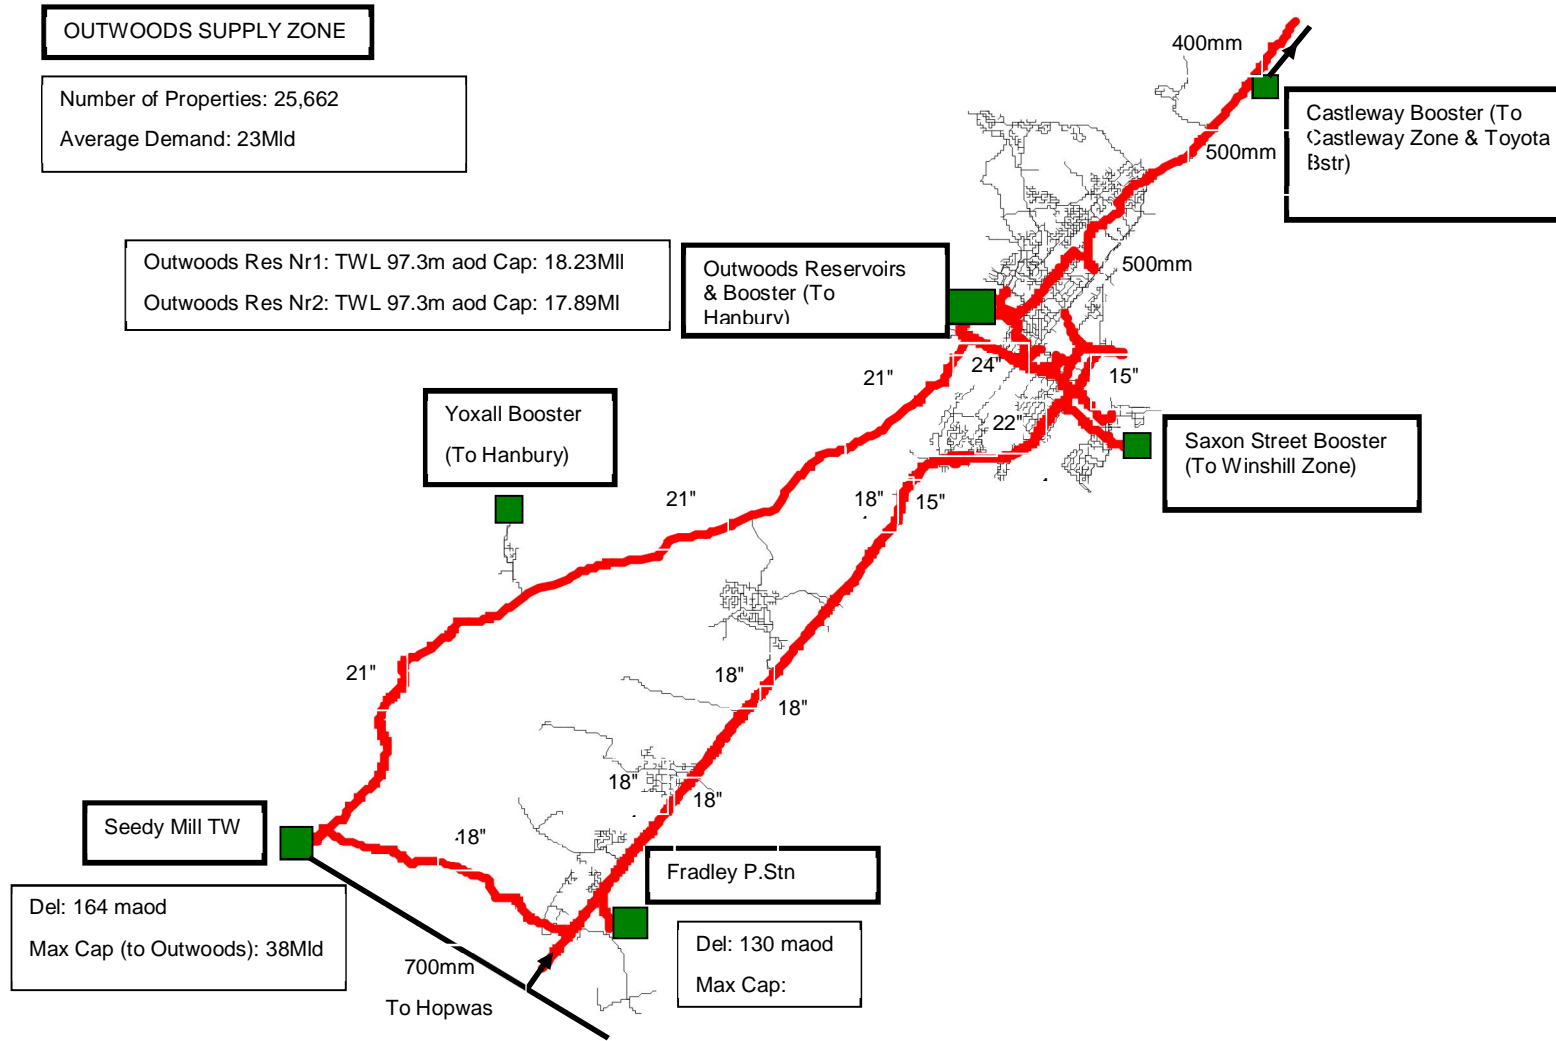 OUTWOODS SUPPLY ZONE
Number of Properties: 25,662
Average Demand: 23Mld
400mm
Castleway Booster (To
Castleway Zone & Toyota
Bstr)
500mm
Outwoods Res Nr1: TWL 97.3m aod Cap: 18.23Mll
Outwoods Res Nr2: TWL 97.3m aod Cap: 17.89Ml
Outwoods Reservoirs
& Booster (To
Hanbury)
500mm
21"
24"
15"
Yoxall Booster
(To Hanbury)
22"
Saxon Street Booster
(To Winshill Zone)
21"
18"
15"
21"
18"
18"
18"
18"
Seedy Mill TW
18"
Fradley P.Stn
Del: 164 maod
Max Cap (to Outwoods): 38Mld
Del: 130 maod
Max Cap:
700mm
To Hopwas